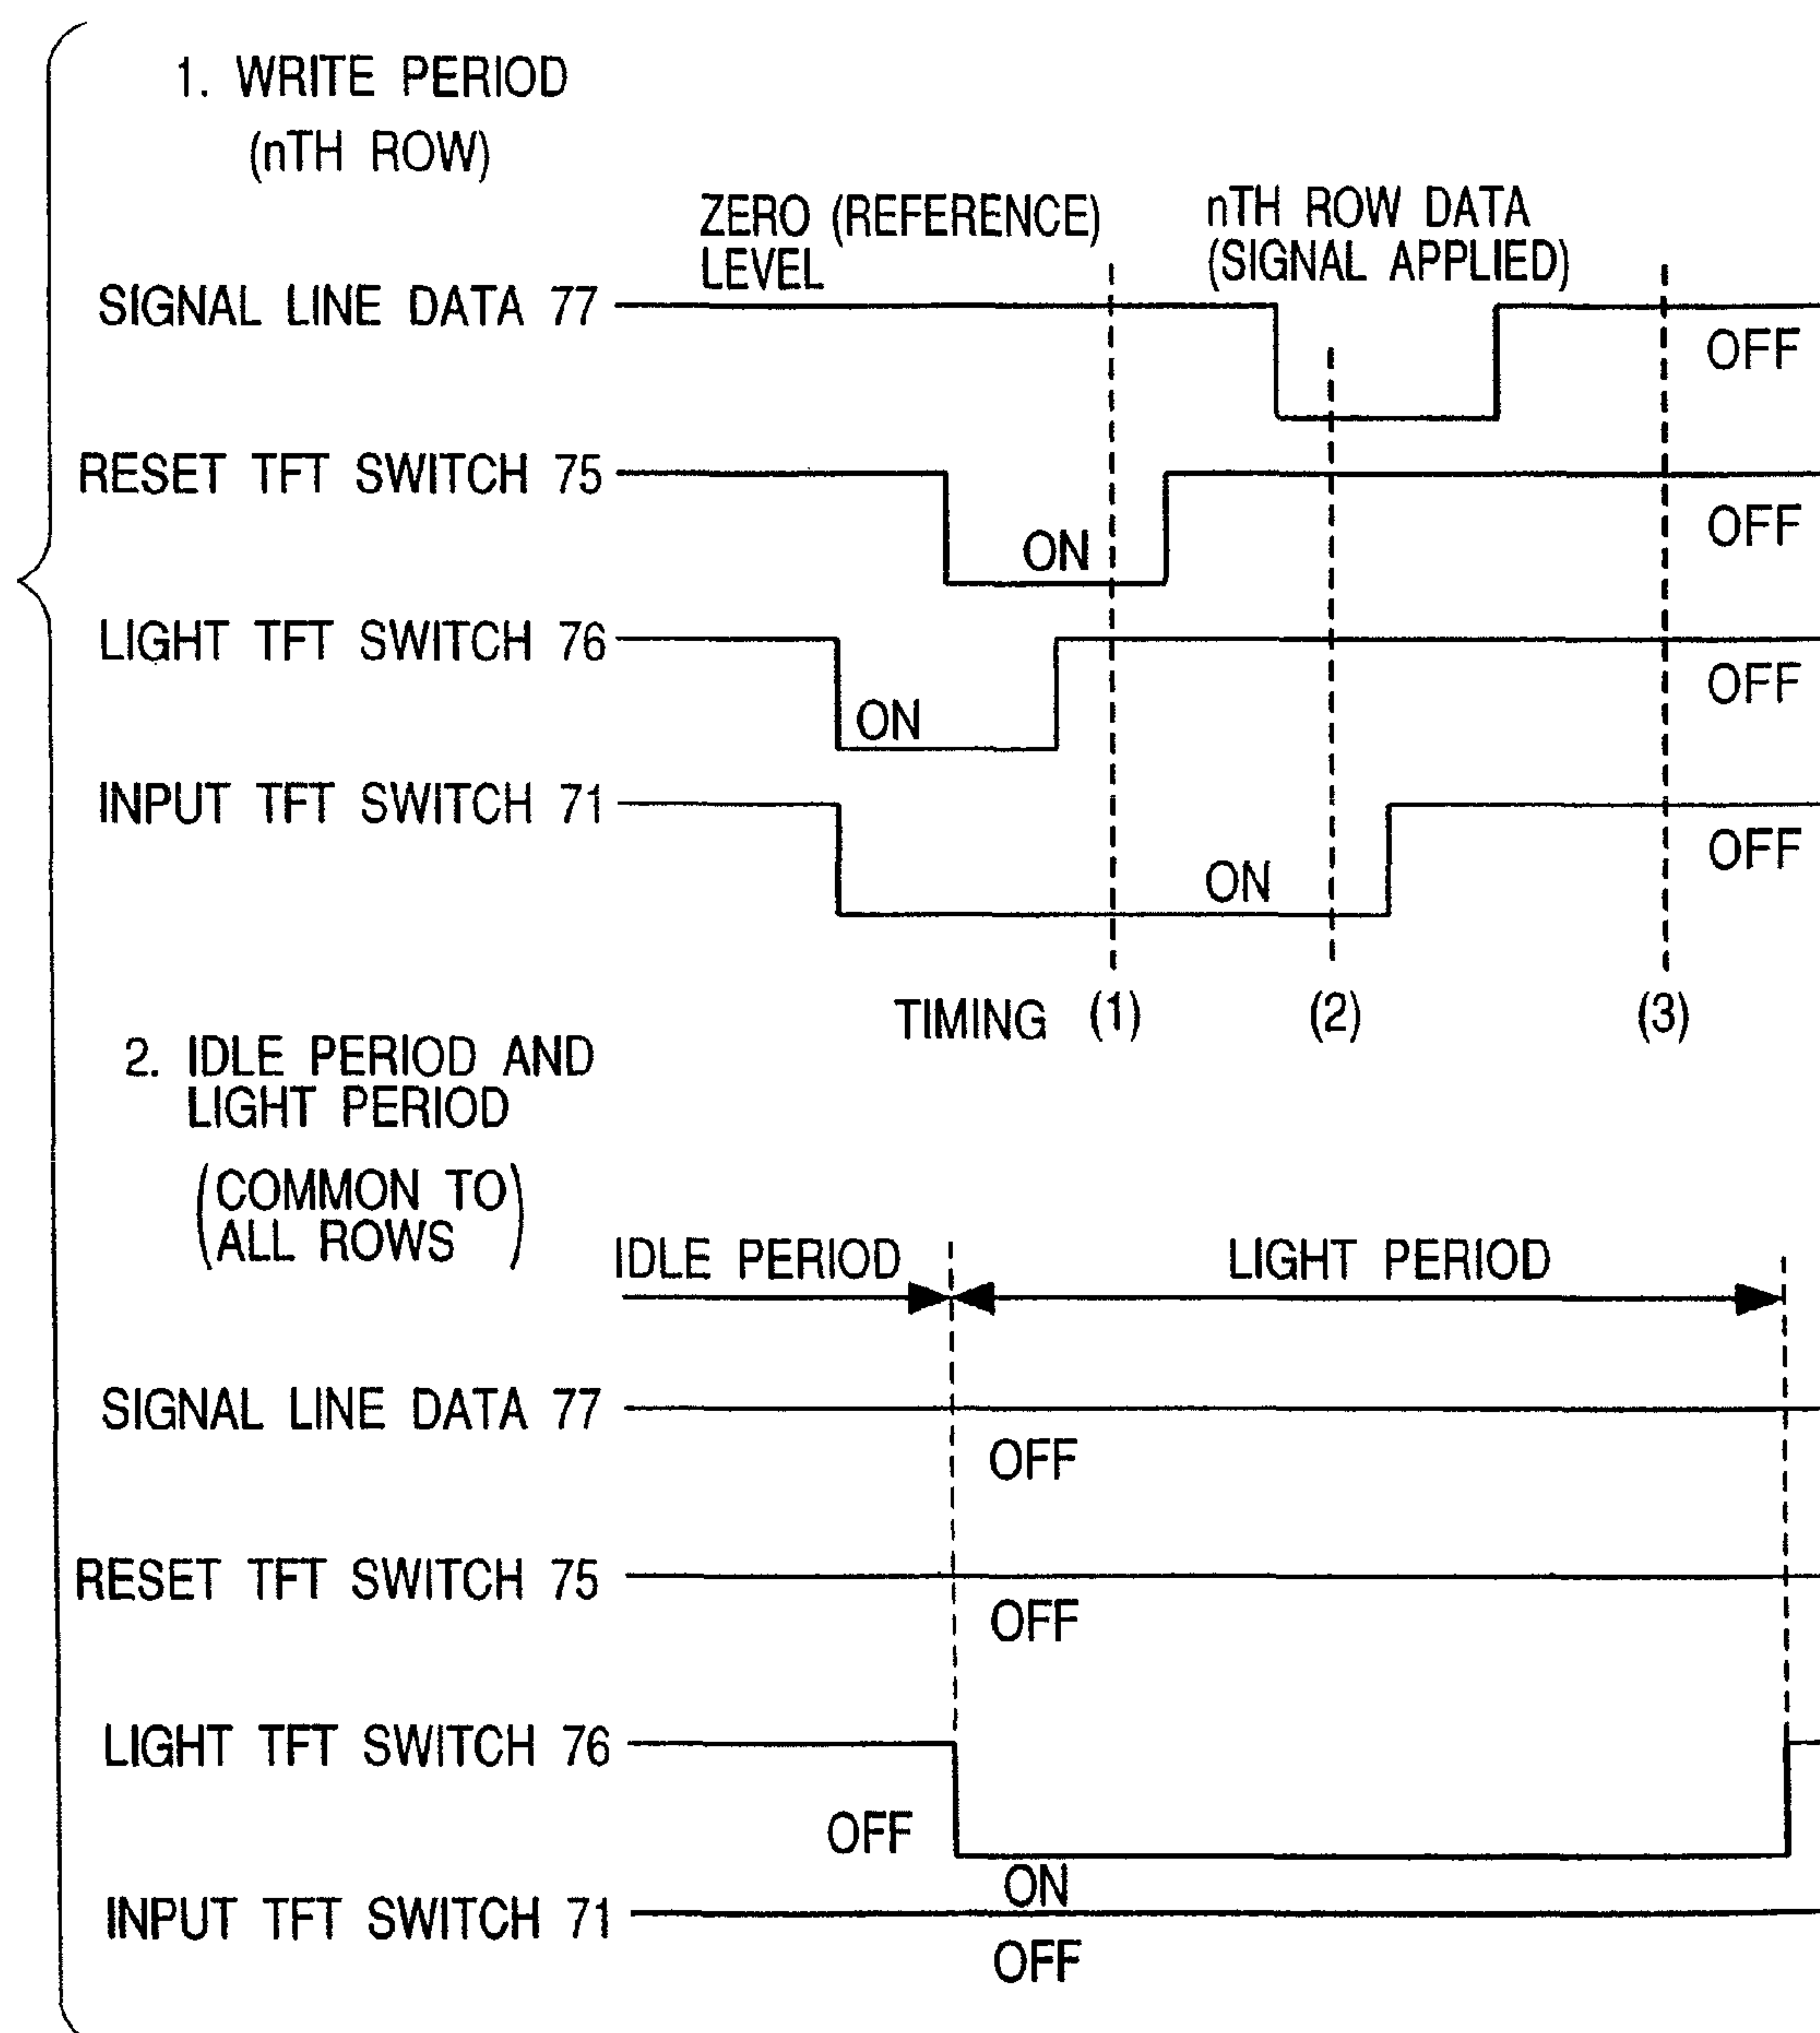 1. WRITE PERIOD
(nTH ROW)
ZERO (REFERENCE)
LEVEL
nTH ROW DATA
(SIGNAL APPLIED)
SIGNAL LINE DATA 77
OFF
RESET TFT SWITCH 75
ON
OFF
LIGHT TFT SWITCH 76
ON
OFF
INPUT TFT SWITCH 71
ON
OFF
TIMING (1) (2) (3)
2. IDLE PERIOD AND
LIGHT PERIOD
(COMMON TO
ALL ROWS)
IDLE PERIOD LIGHT PERIOD
SIGNAL LINE DATA 77
OFF
RESET TFT SWITCH 75
OFF
LIGHT TFT SWITCH 76
OFF
ON
INPUT TFT SWITCH 71
OFF